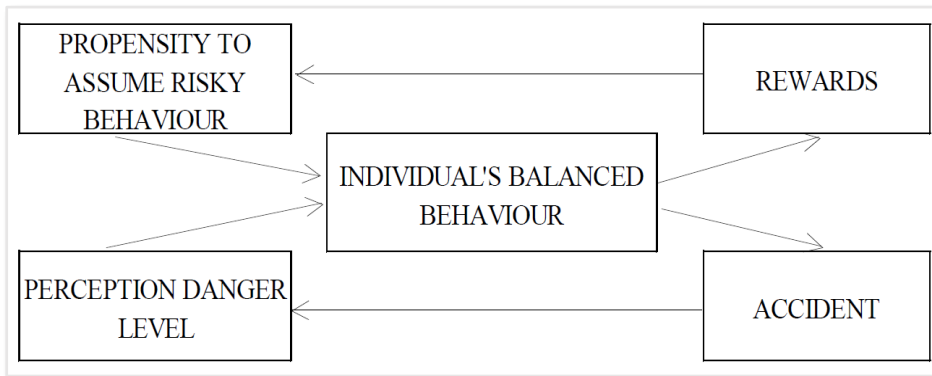 PROPENSITY TO
ASSUME RISKY
BEHAVIOUR
REWARDS
INDIVIDUAL'S BALANCED
BEHAVIOUR
PERCEPTION DANGER
LEVEL
ACCIDENT